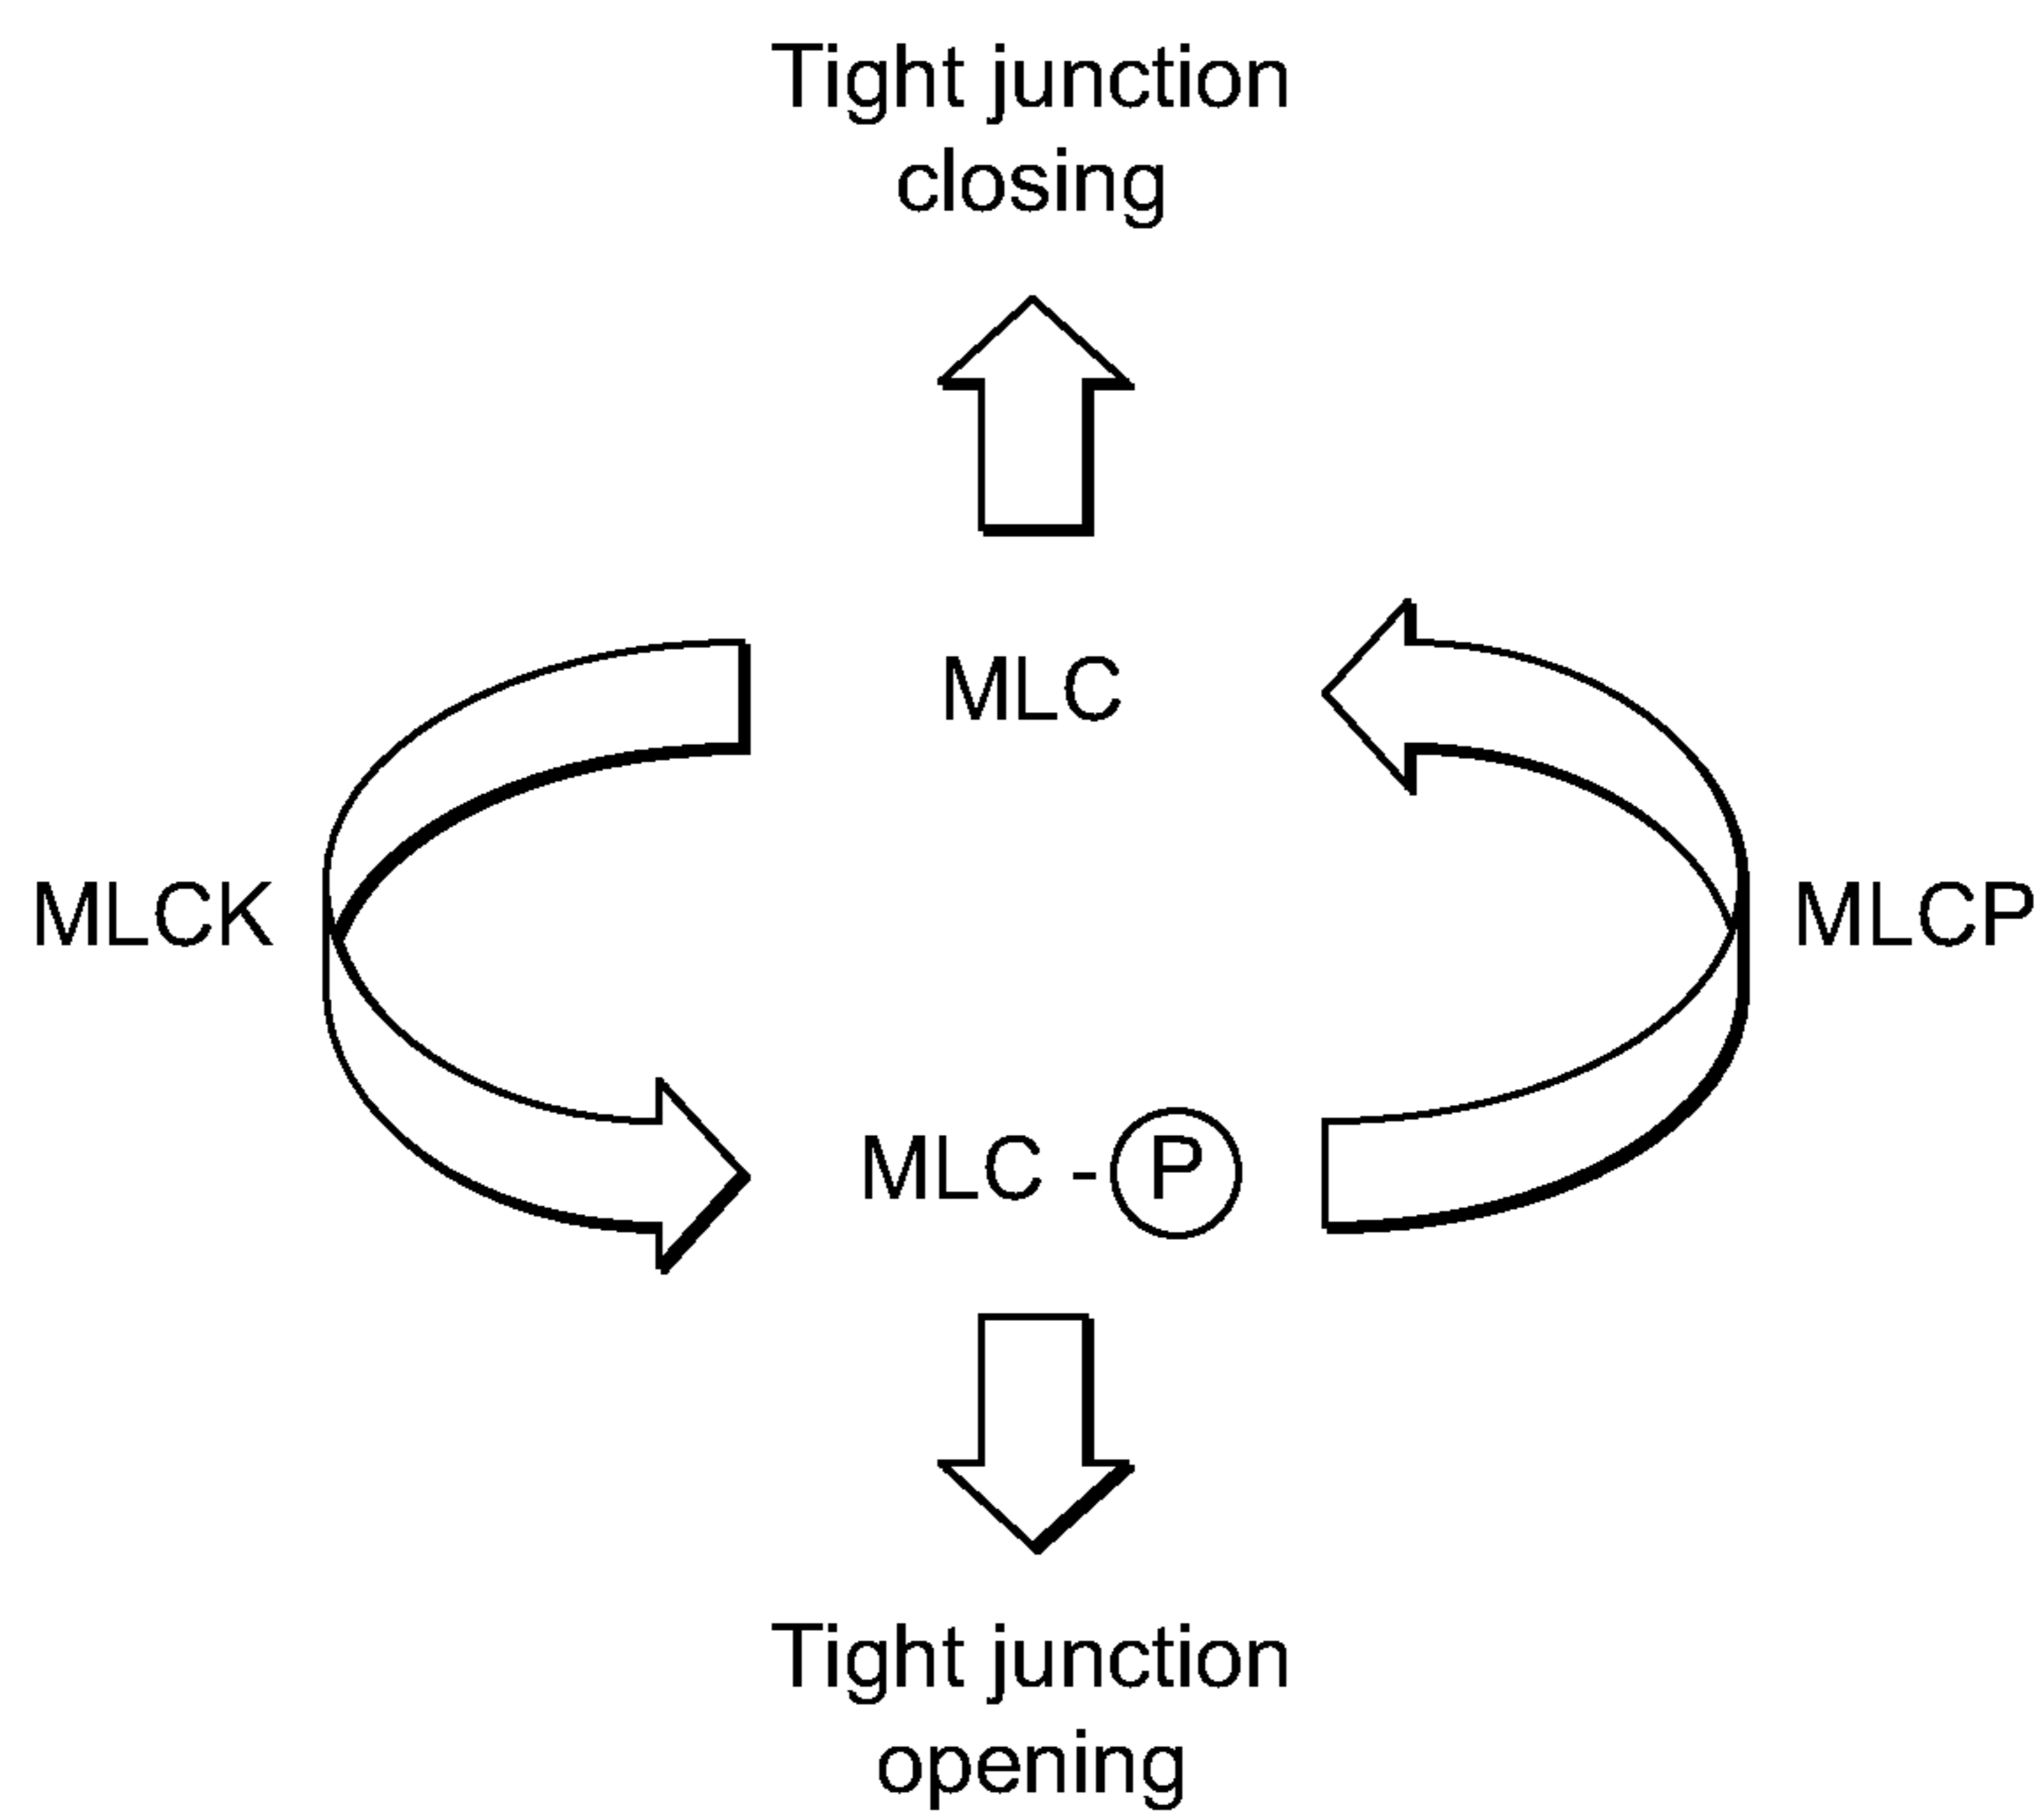 Tight junction
closing
MLC
MLCK
MLCP
MLC - P
Tight junction
opening